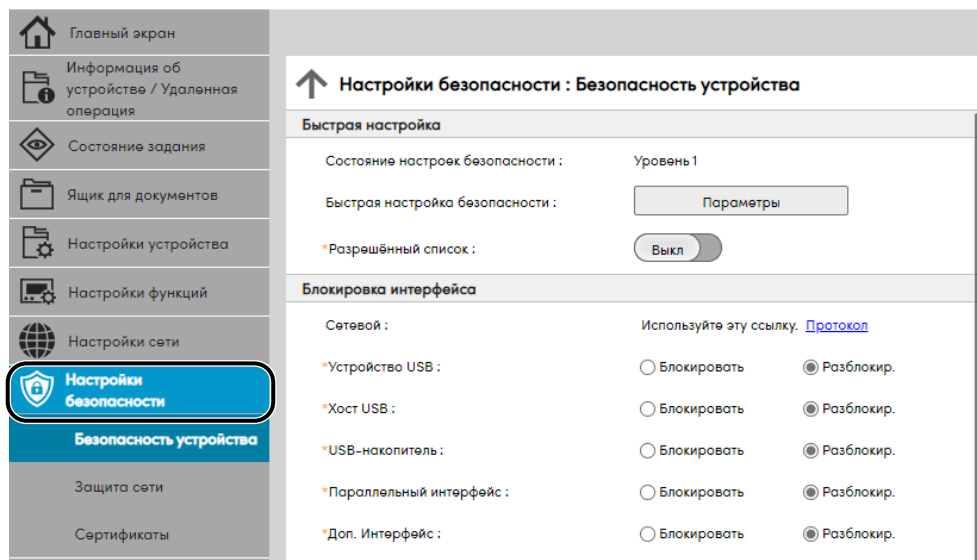 Главный экран
Информация об
устройстве / Удаленная
операция
Состояние задания
Ящик для документов
Настройки устройства
Настройки функций
Настройки сети
Настройки
безопасности
Безопасность устройства
Защита сети
Сертификаты
Настройки безопасности : Безопасность устройства
Быстрая настройка
Состояние настроек безопасности : Уровень 1
Быстрая настройка безопасности : Параметры
*Разрешённый список : Выкл
Блокировка интерфейса
Сетевой : Используйте эту ссылку. Протокол
*Устройство USB : Блокировать Разблокир.
*Хост USB : Блокировать Разблокир.
*USB-накопитель : Блокировать Разблокир.
*Параллельный интерфейс : Блокировать Разблокир.
*Доп. Интерфейс : Блокировать Разблокир.